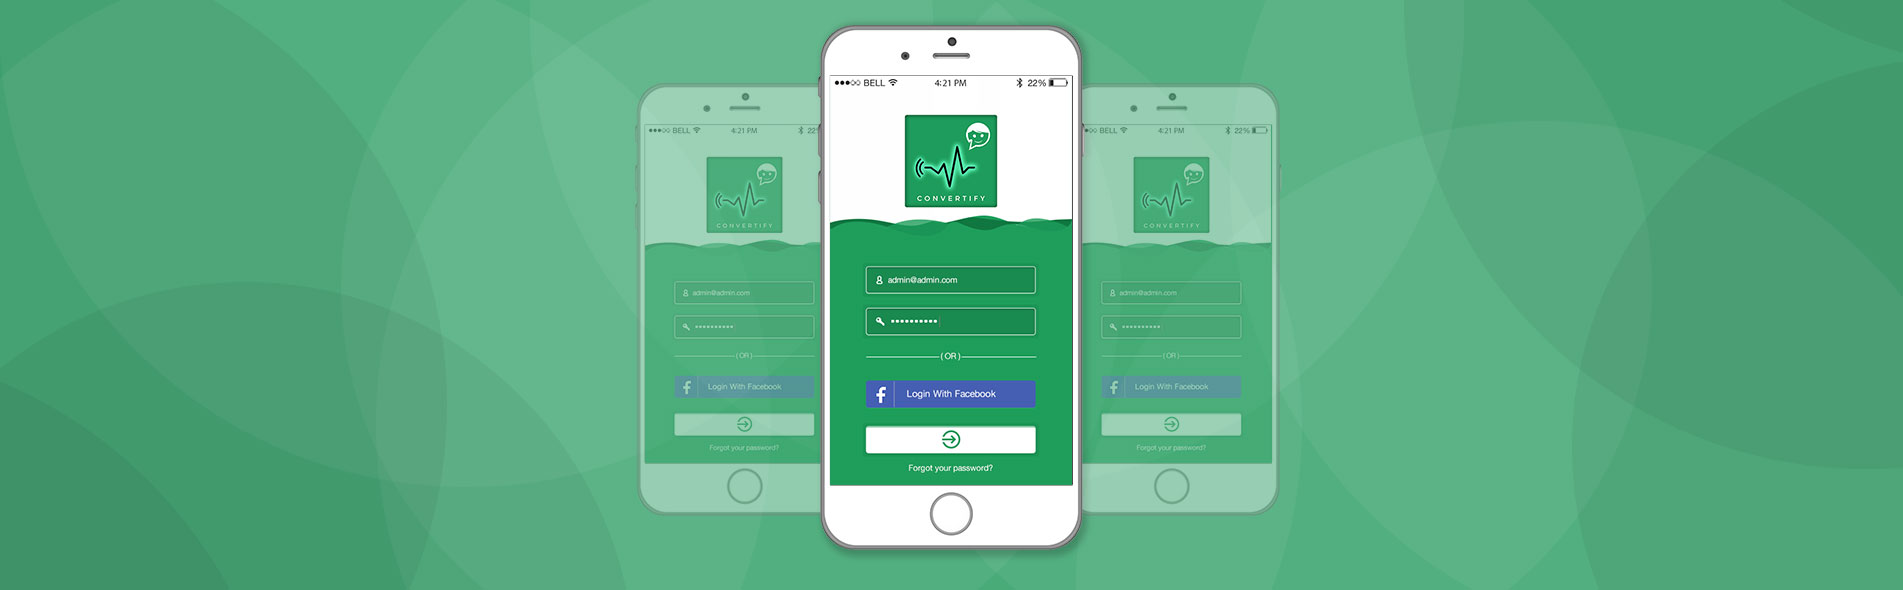 BELL 4:21 PM 22%
CONVERTIFY
admin@admin.com
••••••••••
( OR )
Login With Facebook
Forgot your password?
BELL 4:21 PM 22
CONVERTIFY
admin@admin.com
••••••••••
( OR )
Login With Facebook
Forgot your password?
BELL 4:21 PM 22%
CONVERTIFY
admin@admin.com
••••••••••
( OR )
Login With Facebook
Forgot your password?